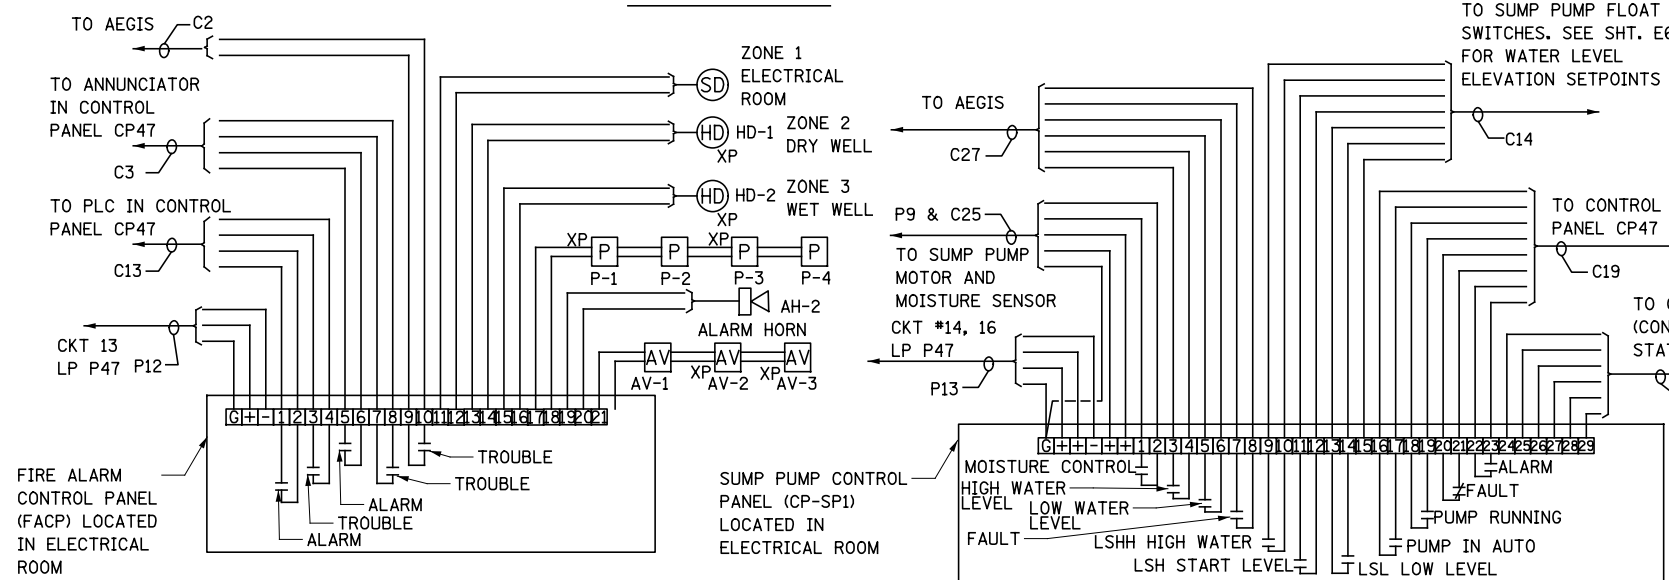 TO AEGIS
C2
TO ANNUNCIATOR
IN CONTROL
PANEL CP47
C3
TO PLC IN CONTROL
PANEL CP47
C13
CKT 13
LP P47
P12
SD
ZONE 1
ELECTRICAL
ROOM
HD
HD-1
XP
ZONE 2
DRY WELL
HD
HD-2
XP
ZONE 3
WET WELL
XP
P
P
XP
P
P
P-1
P-2
P-3
P-4
AH-2
ALARM HORN
AV
AV
AV
AV-1
XP
AV-2
XP
AV-3
G + - 1 2 3 4 5 6 7 8 9 10 11 12 13 14 15 16 17 18 19 20 21
TROUBLE
TROUBLE
ALARM
TROUBLE
ALARM
FIRE ALARM
CONTROL PANEL
(FACP) LOCATED
IN ELECTRICAL
ROOM
TO SUMP PUMP FLOAT
SWITCHES. SEE SHT. E6
FOR WATER LEVEL
ELEVATION SETPOINTS
C14
TO AEGIS
C27
P9 & C25
TO SUMP PUMP
MOTOR AND
MOISTURE SENSOR
CKT #14, 16
LP P47
P13
TO CONTROL
PANEL CP47
C19
(CON
STAT
G + + - + + 1 2 3 4 5 6 7 8 9 10 11 12 13 14 15 16 17 18 19 20 21 22 23 24 25 26 27 28 29
SUMP PUMP CONTROL
PANEL (CP-SP1)
LOCATED IN
ELECTRICAL ROOM
MOISTURE CONTROL
HIGH WATER
LEVEL
LOW WATER
LEVEL
FAULT
LSHH HIGH WATER
LSH START LEVEL
LSL LOW LEVEL
PUMP IN AUTO
PUMP RUNNING
FAULT
ALARM